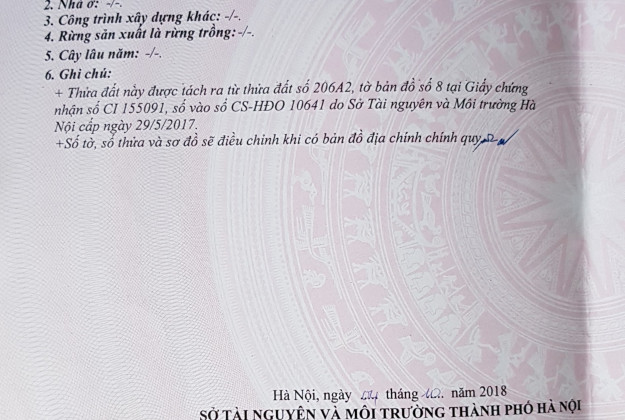 2. Nhà ở: -/-.
3. Công trình xây dựng khác: -/-.
4. Rừng sản xuất là rừng trồng: -/-.
5. Cây lâu năm: -/-.
6. Ghi chú:
+ Thửa đất này được tách ra từ thửa đất số 206A2, tờ bản đồ số 8 tại Giấy chứng
nhận số CI 155091, số vào sổ CS-HĐO 10641 do Sở Tài nguyên và Môi trường Hà
Nội cấp ngày 29/5/2017.
+Số tờ, số thửa và sơ đồ sẽ điều chỉnh khi có bản đồ địa chính chính quy
Hà Nội, ngày tháng 10. năm 2018
SỞ TÀI NGUYÊN VÀ MÔI TRƯỜNG THÀNH PHỐ HÀ NỘI